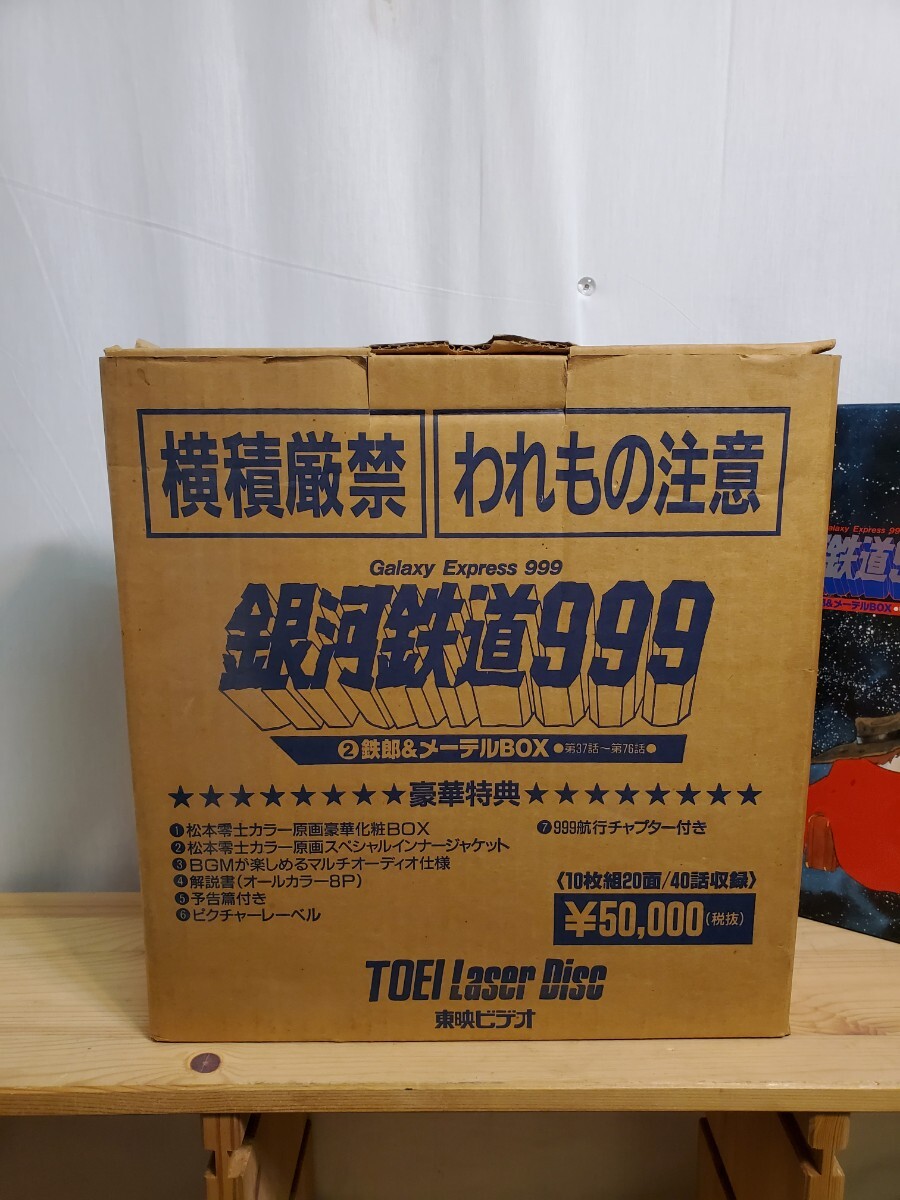 横積厳禁
われもの注意
Galaxy Express 999
銀河鉄道999
②鉄郎&メーテルBOX ●第37話〜第76話●
★★★★★★★★豪華特典★★★★★★★★
❶松本零士カラー原画豪華化粧BOX
❷松本零士カラー原画スペシャルインナージャケット
❸BGMが楽しめるマルチオーディオ仕様
❹解説書(オールカラー8P)
❺予告篇付き
❻ピクチャーレーベル
❼999航行チャプター付き
〈10枚組20面/40話収録〉
¥50,000(税抜)
TOEI Laser Disc
東映ビデオ
Express
鉄道
&メーテルBOX